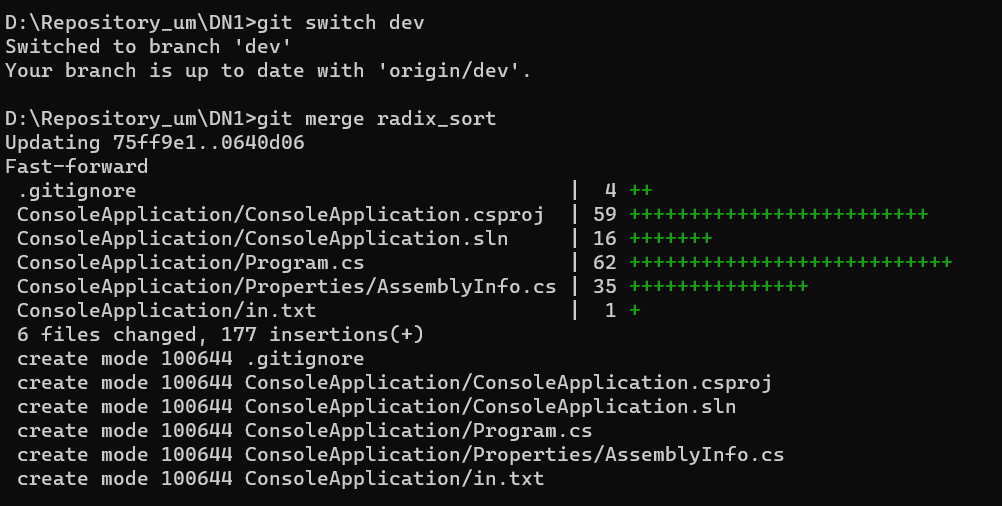 D:\Repository_um\DN1>git switch dev
Switched to branch 'dev'
Your branch is up to date with 'origin/dev'.

D:\Repository_um\DN1>git merge radix_sort
Updating 75ff9e1..0640d06
Fast-forward
 .gitignore                                     |  4 ++
 ConsoleApplication/ConsoleApplication.csproj  | 59 +++++++++++++++++++++++++
 ConsoleApplication/ConsoleApplication.sln     | 16 +++++++
 ConsoleApplication/Program.cs                 | 62 +++++++++++++++++++++++++++
 ConsoleApplication/Properties/AssemblyInfo.cs | 35 +++++++++++++++
 ConsoleApplication/in.txt                     |  1 +
 6 files changed, 177 insertions(+)
 create mode 100644 .gitignore
 create mode 100644 ConsoleApplication/ConsoleApplication.csproj
 create mode 100644 ConsoleApplication/ConsoleApplication.sln
 create mode 100644 ConsoleApplication/Program.cs
 create mode 100644 ConsoleApplication/Properties/AssemblyInfo.cs
 create mode 100644 ConsoleApplication/in.txt